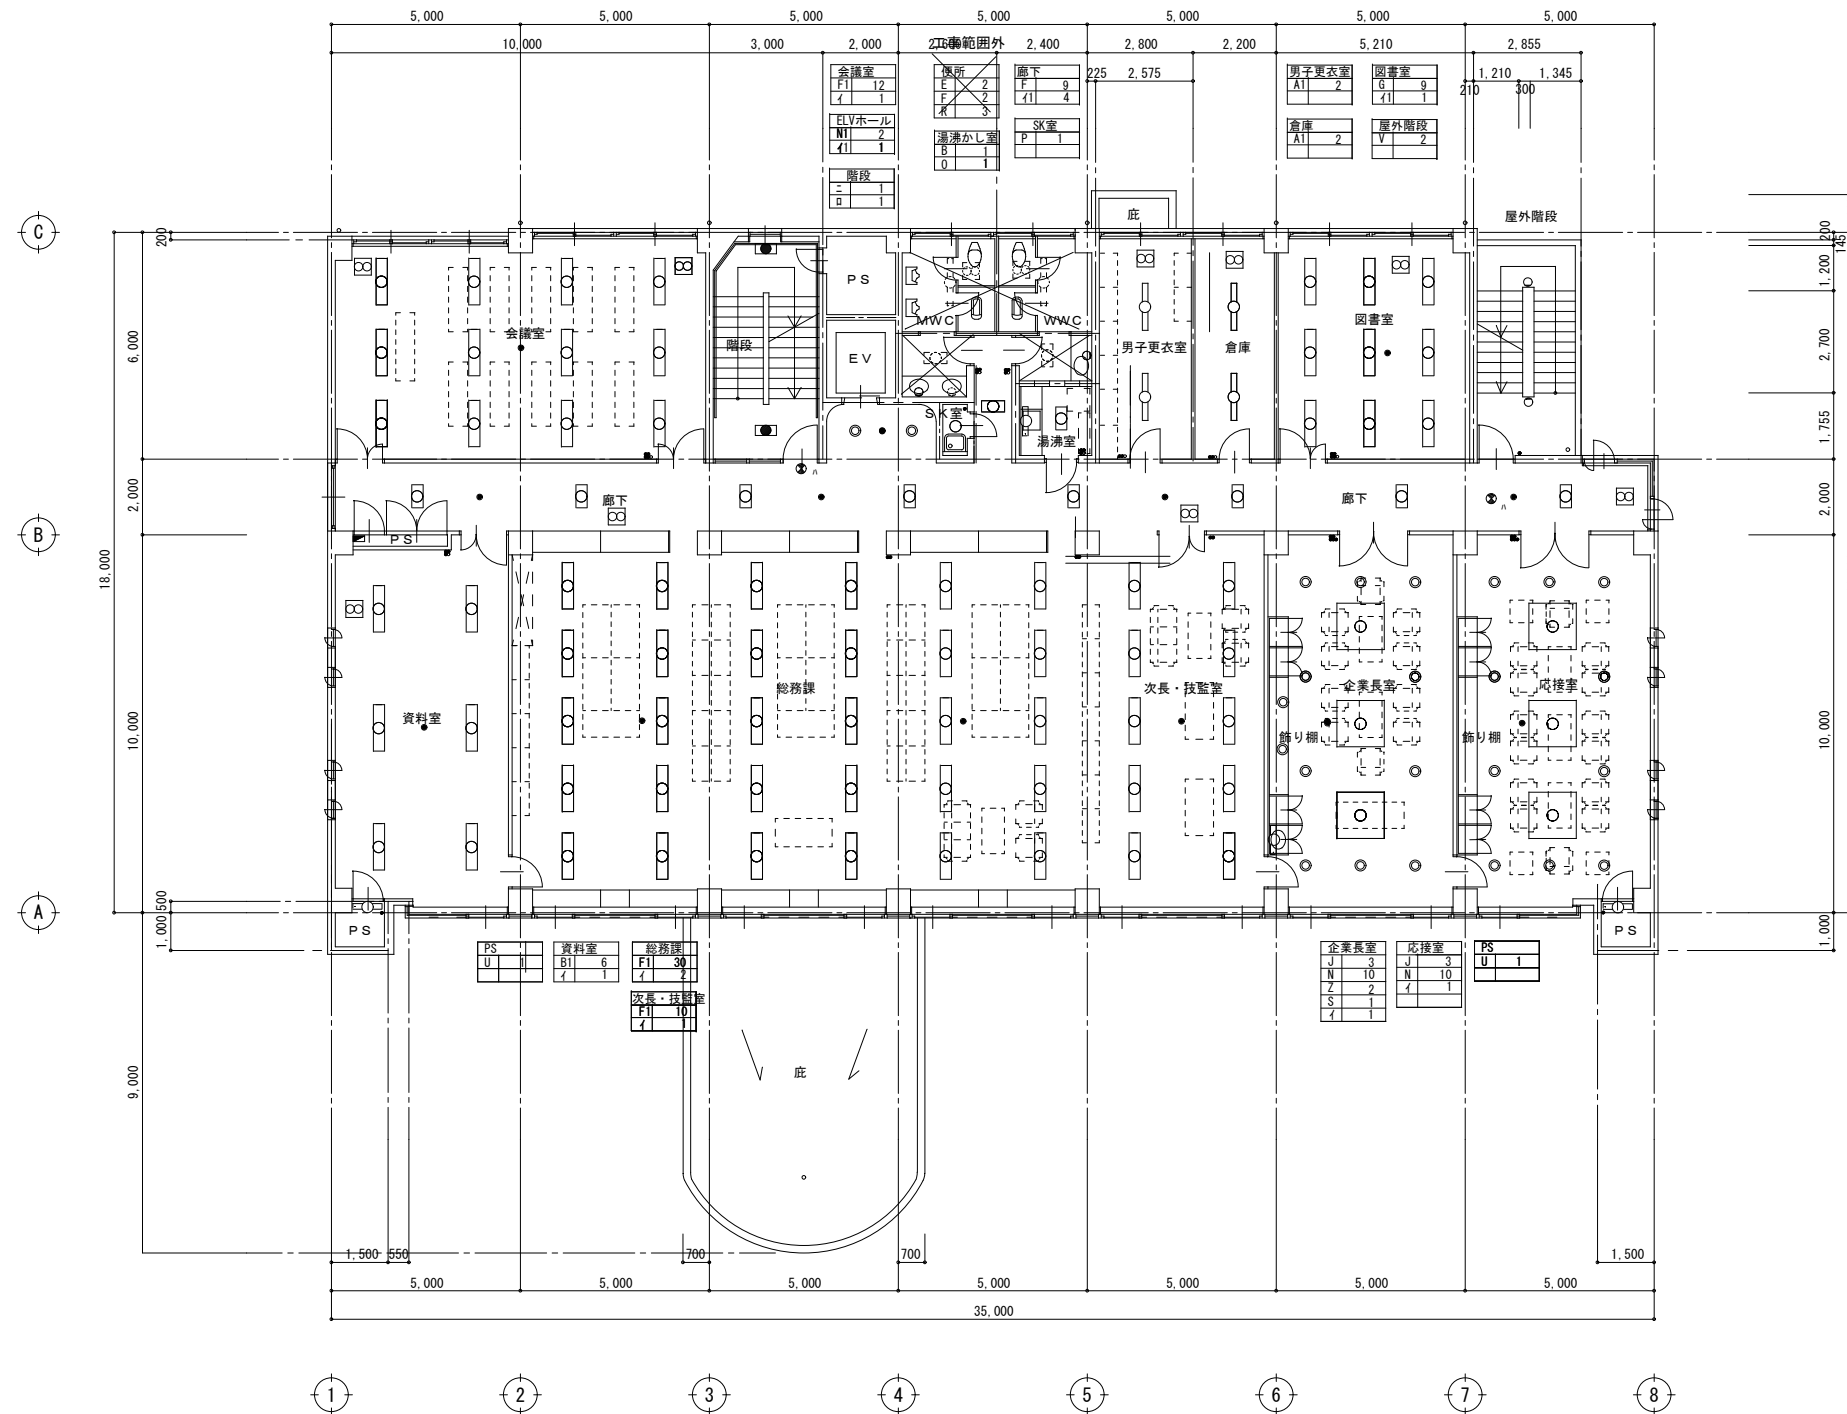 5,000 5,000 5,000 5,000 5,000 5,000 5,000
工事範囲外
10,000 3,000 2,000 2,400 2,800 2,200 5,210 2,855
225 2,575 1,210 1,345
210 300
会議室
F1 12
イ 1
便所
E 2
F 2
R 3
廊下
F 9
イ1 4
男子更衣室
A1 2
図書室
G 9
イ1 1
ELVホール
N1 2
イ1 1
湯沸かし室
B 1
O 1
SK室
P 1
倉庫
A1 2
屋外階段
V 2
階段
ニ 1
ロ 1
庇
屋外階段
C
200
200
145
PS
1,200
会議室
階段
EV
MWC
WWC
男子更衣室
倉庫
図書室
6,000
2,700
SK室
湯沸室
1,755
2,000
廊下
廊下
2,000
B
PS
18,000
資料室
総務課
次長・技監室
企業長室
応接室
飾り棚
飾り棚
10,000
10,000
500
A
1,000
PS
PS
1,000
PS
U 1
資料室
B1 6
イ 1
総務課
F1 30
イ 2
次長・技監室
F1 10
イ 1
企業長室
J 3
N 10
Z 2
S 1
イ 1
応接室
J 3
N 10
イ 1
PS
U 1
庇
9,000
1,500 550 700 700 1,500
5,000 5,000 5,000 5,000 5,000 5,000 5,000
35,000
1 2 3 4 5 6 7 8